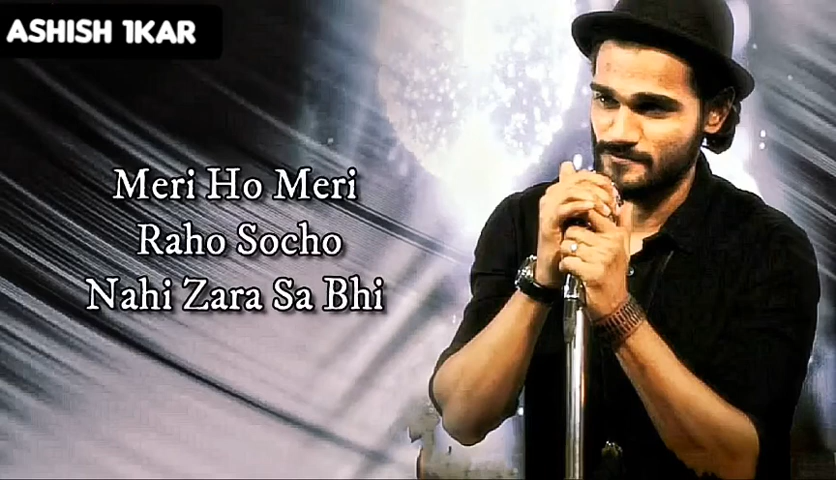 ASHISH 1KAR
Meri Ho Meri
Raho Socho
Nahi Zara Sa Bhi